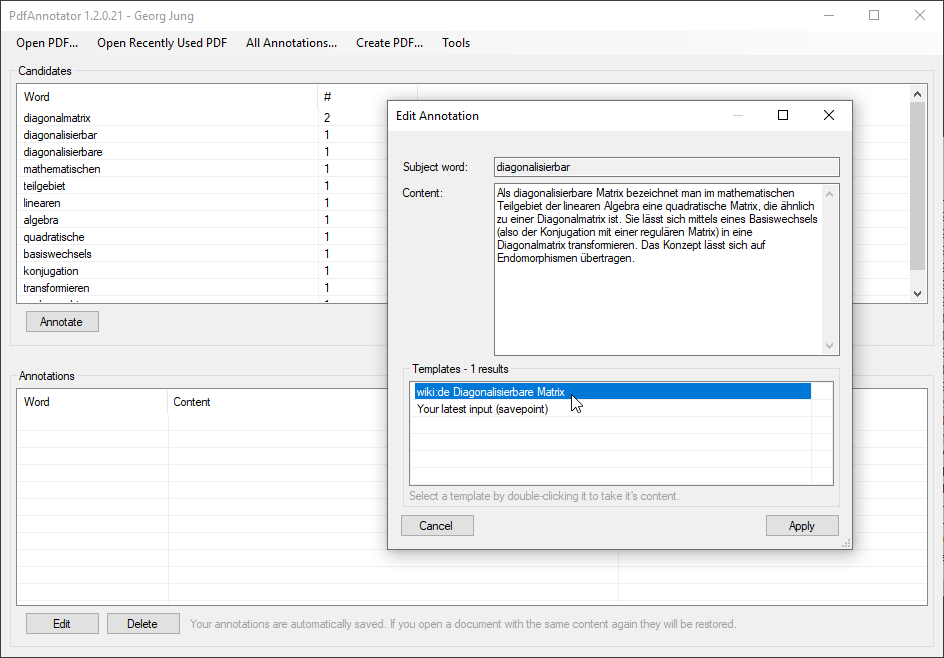 PdfAnnotator 1.2.0.21 - Georg Jung
Open PDF... Open Recently Used PDF All Annotations... Create PDF... Tools
Candidates
Word #
diagonalmatrix 2
diagonalisierbar 1
diagonalisierbare 1
mathematischen 1
teilgebiet 1
linearen 1
algebra 1
quadratische 1
basiswechsels 1
konjugation 1
transformieren 1
Annotate
Annotations
Word Content
Edit Delete Your annotations are automatically saved. If you open a document with the same content again they will be restored.
Edit Annotation
Subject word: diagonalisierbar
Content:
Als diagonalisierbare Matrix bezeichnet man im mathematischen
Teilgebiet der linearen Algebra eine quadratische Matrix, die ähnlich
zu einer Diagonalmatrix ist. Sie lässt sich mittels eines Basiswechsels
(also der Konjugation mit einer regulären Matrix) in eine
Diagonalmatrix transformieren. Das Konzept lässt sich auf
Endomorphismen übertragen.
Templates - 1 results
wiki:de Diagonalisierbare Matrix
Your latest input (savepoint)
Select a template by double-clicking it to take it's content.
Cancel Apply